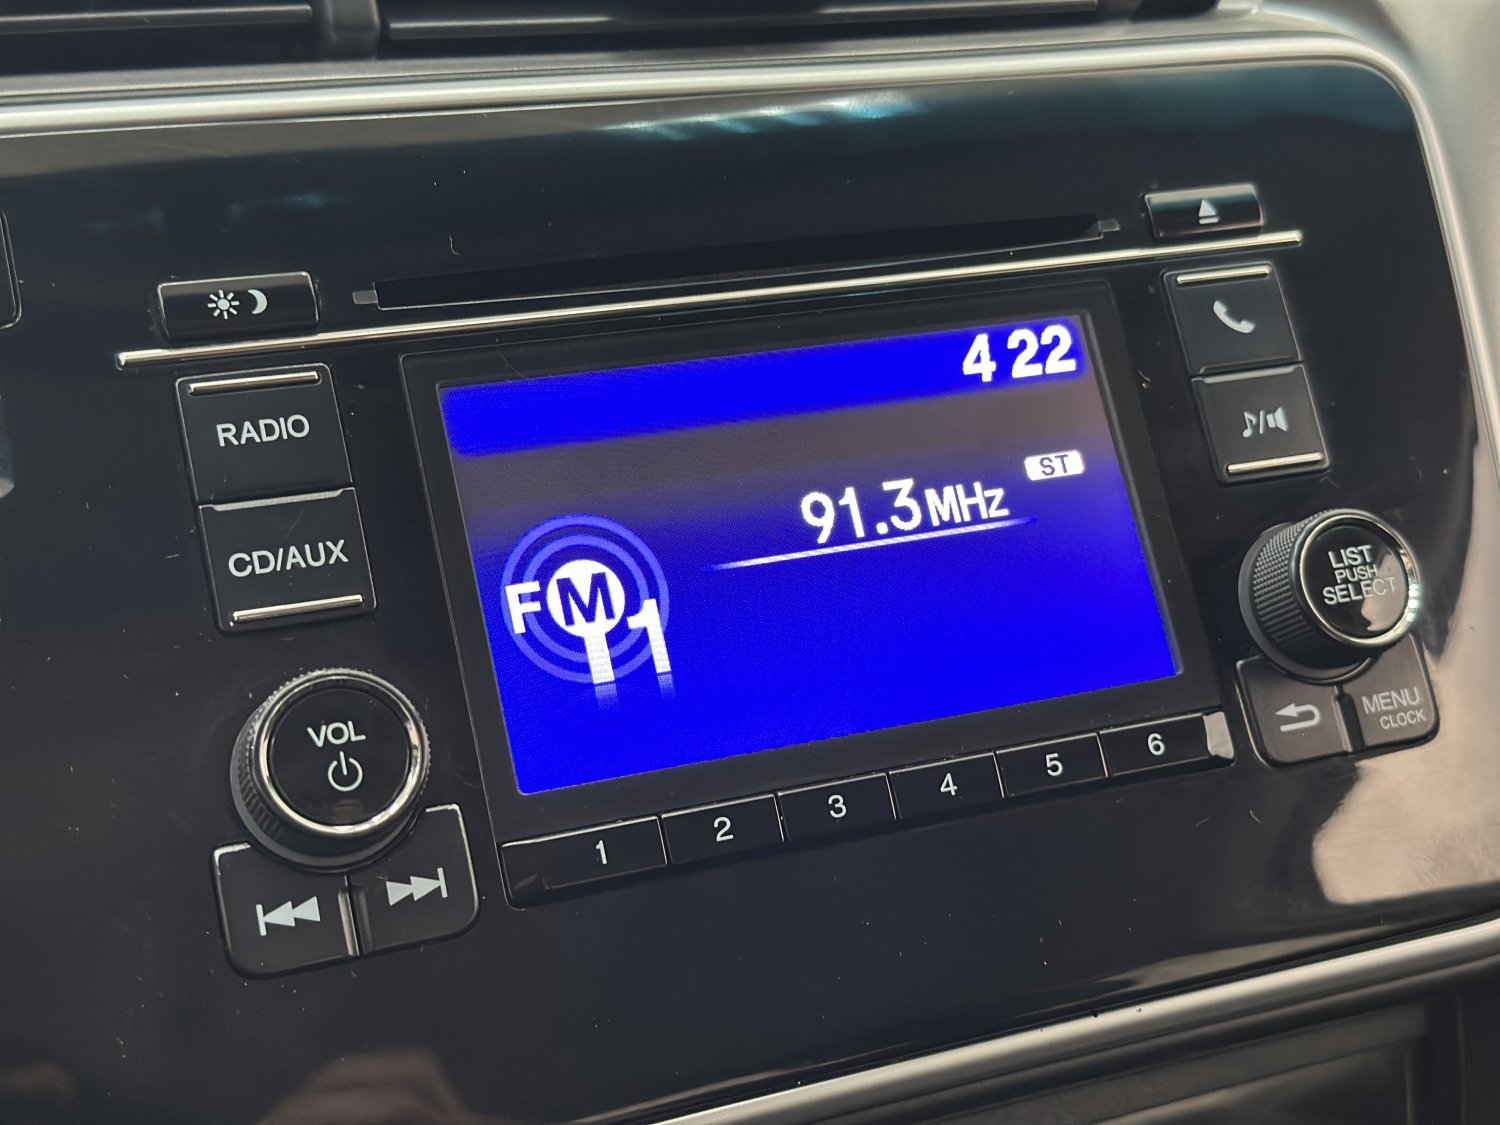 4 22
RADIO
ST
91.3MHz
CD/AUX
FM
1
LIST
PUSH
SELECT
VOL
MENU
CLOCK
1 2 3 4 5 6